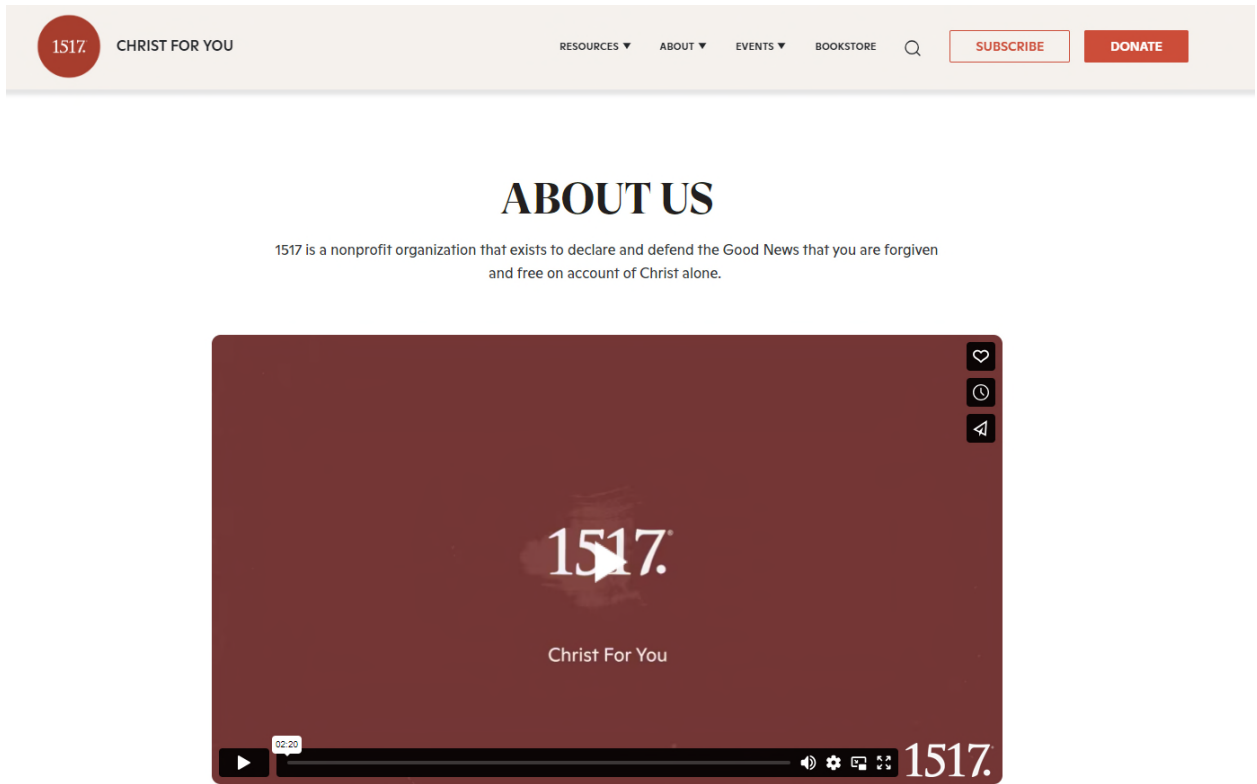 1517.
CHRIST FOR YOU
RESOURCES ▼
ABOUT ▼
EVENTS ▼
BOOKSTORE
SUBSCRIBE
DONATE
ABOUT US
1517 is a nonprofit organization that exists to declare and defend the Good News that you are forgiven
and free on account of Christ alone.
1517.
Christ For You
02:20
1517.